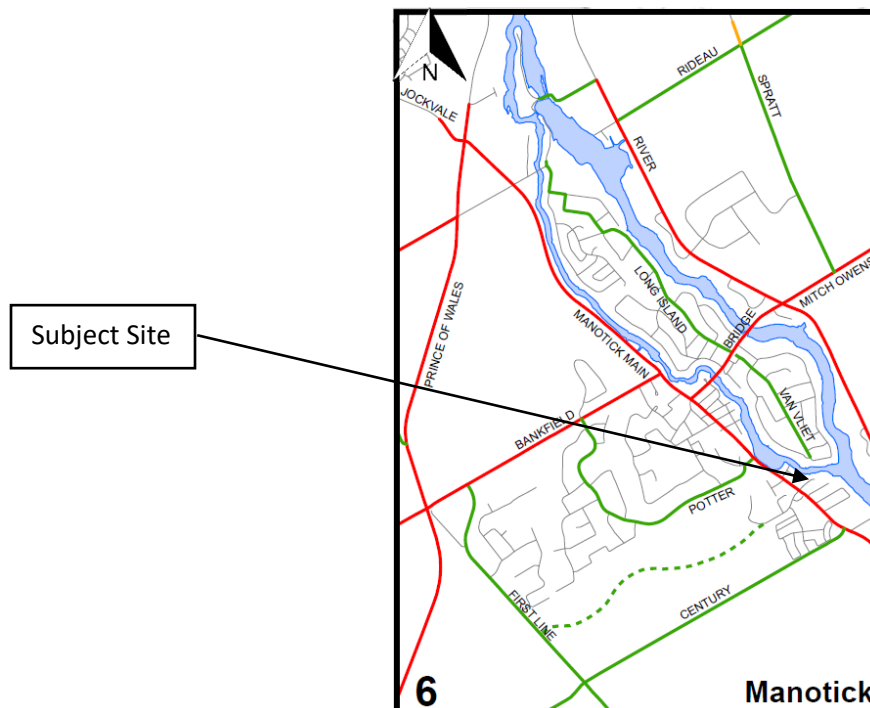 N
JOCKVALE
RIDEAU
SPRATT
RIVER
Subject Site
PRINCE OF WALES
LONG ISLAND
MANOTICK MAIN
BRIDGE
MITCH OWENS
VAN VLIET
BANKFIELD
POTTER
FIRST LINE
CENTURY
6
Manotick